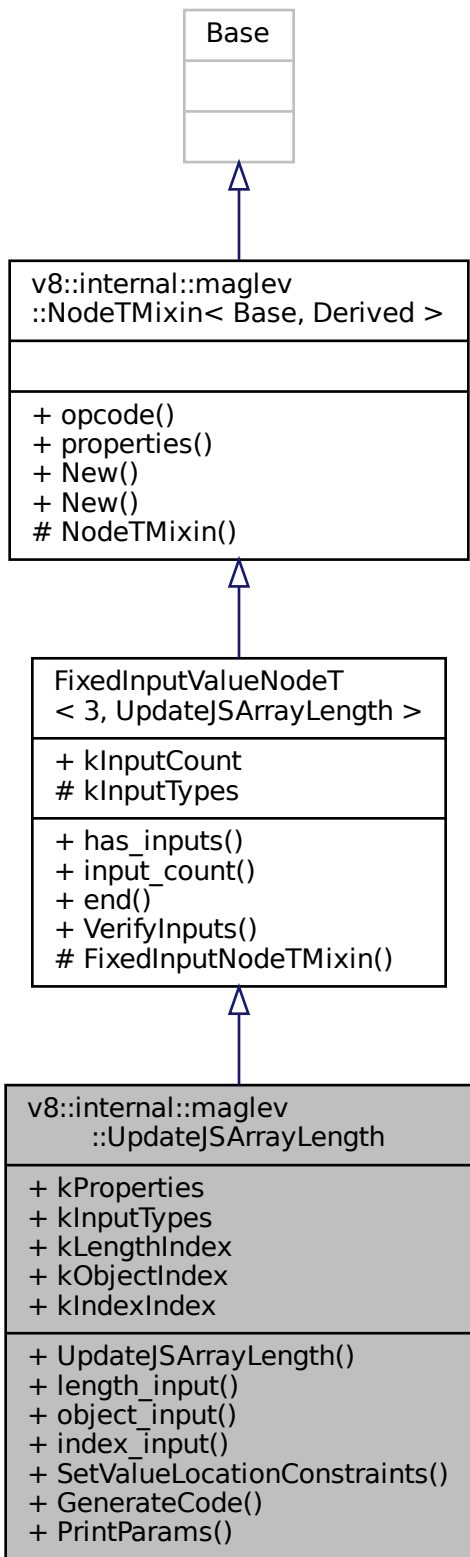 Base
v8::internal::maglev
::NodeTMixin< Base, Derived >
+ opcode()
+ properties()
+ New()
+ New()
# NodeTMixin()
FixedInputValueNodeT
< 3, UpdateJSArrayLength >
+ kInputCount
# kInputTypes
+ has_inputs()
+ input_count()
+ end()
+ VerifyInputs()
# FixedInputNodeTMixin()
v8::internal::maglev
::UpdateJSArrayLength
+ kProperties
+ kInputTypes
+ kLengthIndex
+ kObjectIndex
+ kIndexIndex
+ UpdateJSArrayLength()
+ length_input()
+ object_input()
+ index_input()
+ SetValueLocationConstraints()
+ GenerateCode()
+ PrintParams()